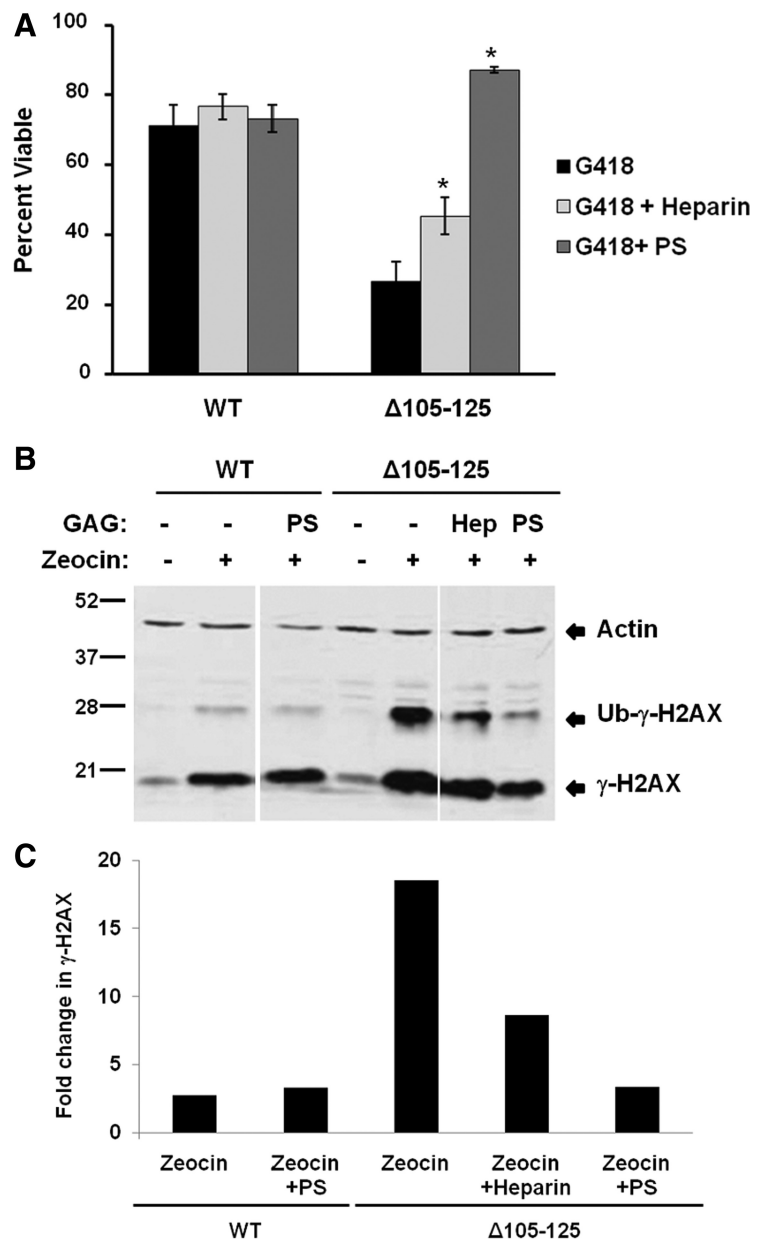 A
100
80
60
40
20
0
Percent Viable
*
*
WT
Δ105-125
G418
G418 + Heparin
G418+ PS
B
WT
Δ105-125
GAG: - - PS - - Hep PS
Zeocin: - + + - + + +
52
37
28
21
Actin
Ub-γ-H2AX
γ-H2AX
C
20
15
10
5
0
Fold change in γ-H2AX
Zeocin
Zeocin
+PS
Zeocin
Zeocin
+Heparin
Zeocin
+PS
WT
Δ105-125